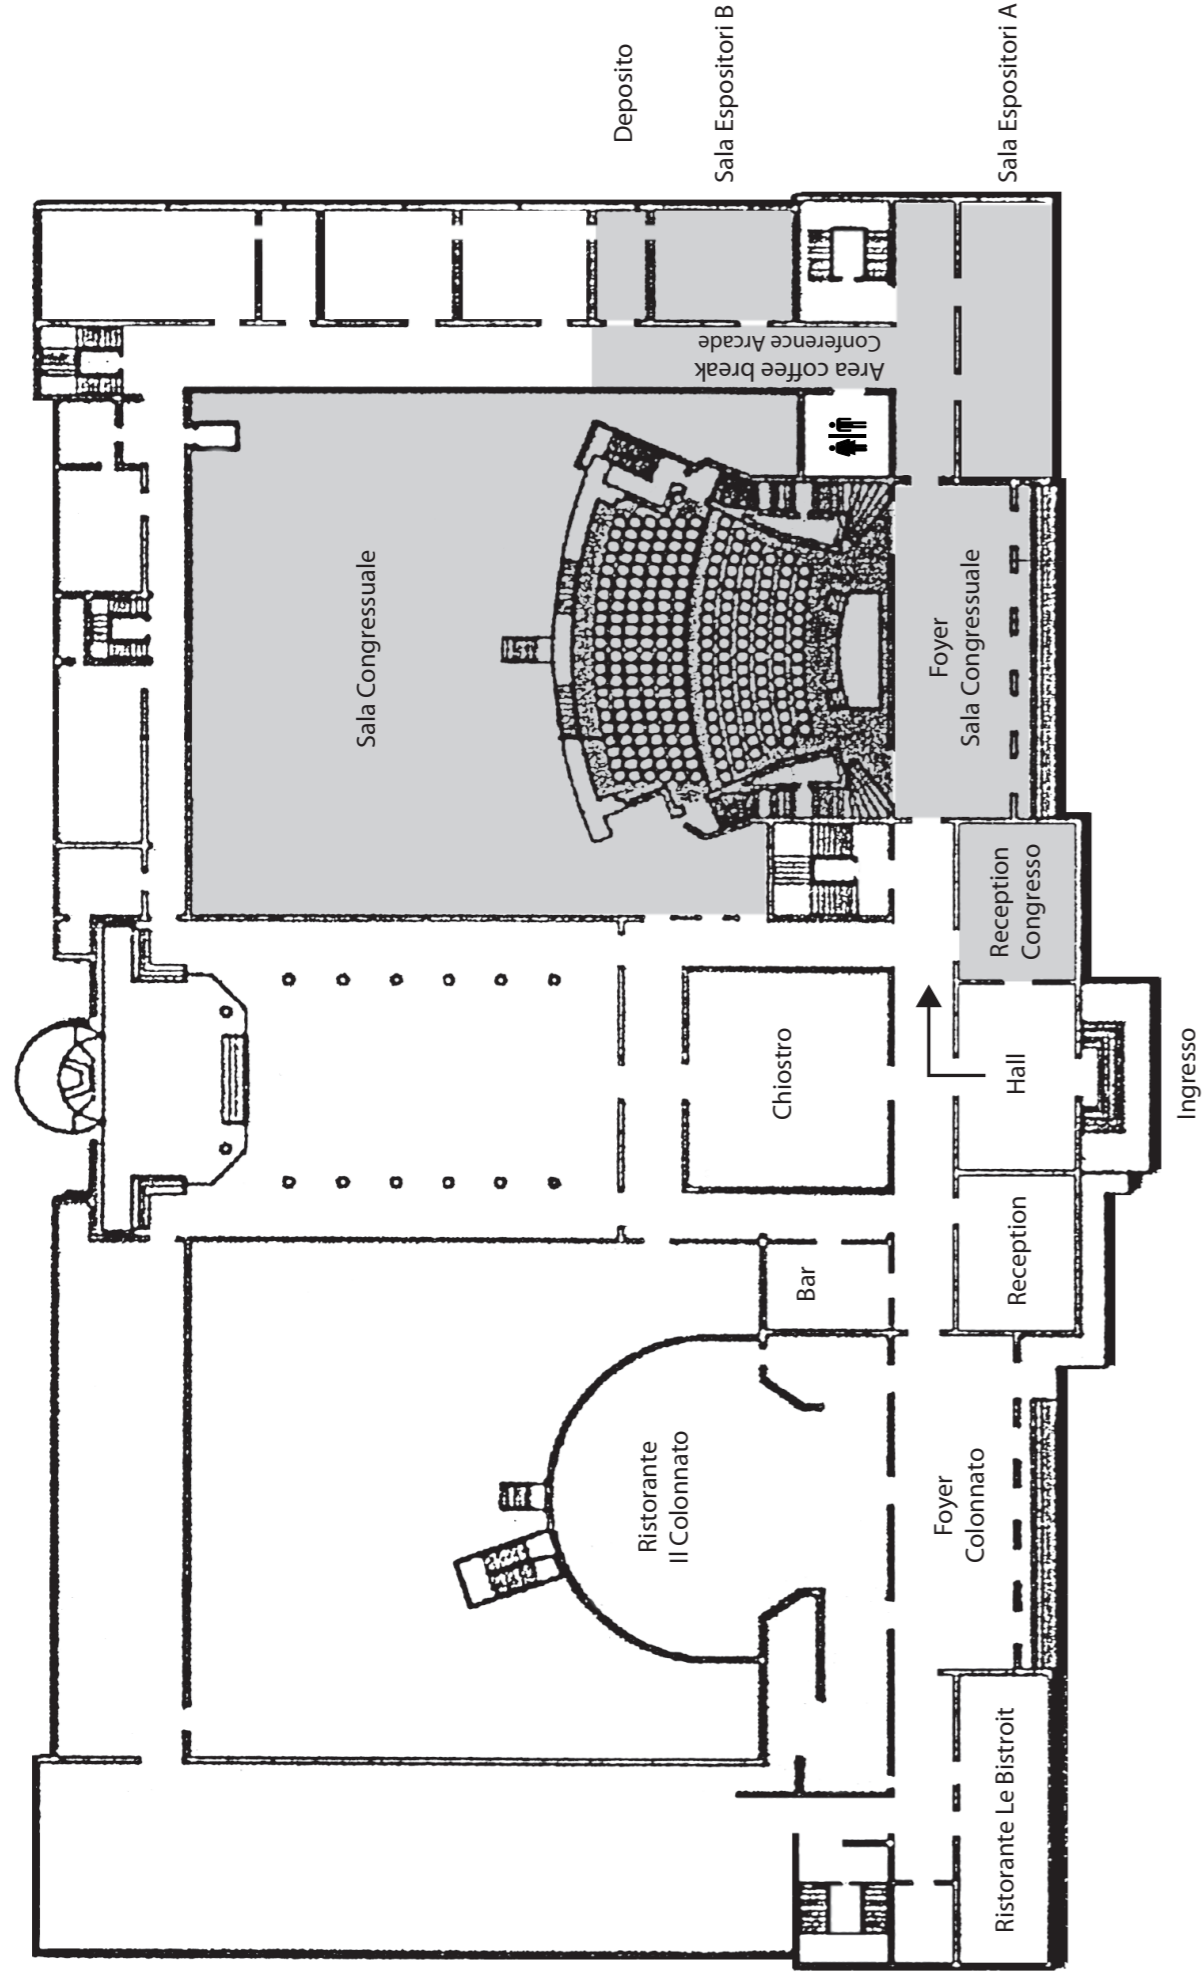 Deposito
Sala Espositori B
Sala Espositori A
Area coffee break
Conference Arcade
Sala Congressuale
Foyer
Sala Congressuale
Reception
Congresso
Chiostro
Hall
Ingresso
Bar
Reception
Ristorante
Il Colonnato
Foyer
Colonnato
Ristorante Le Bistroit